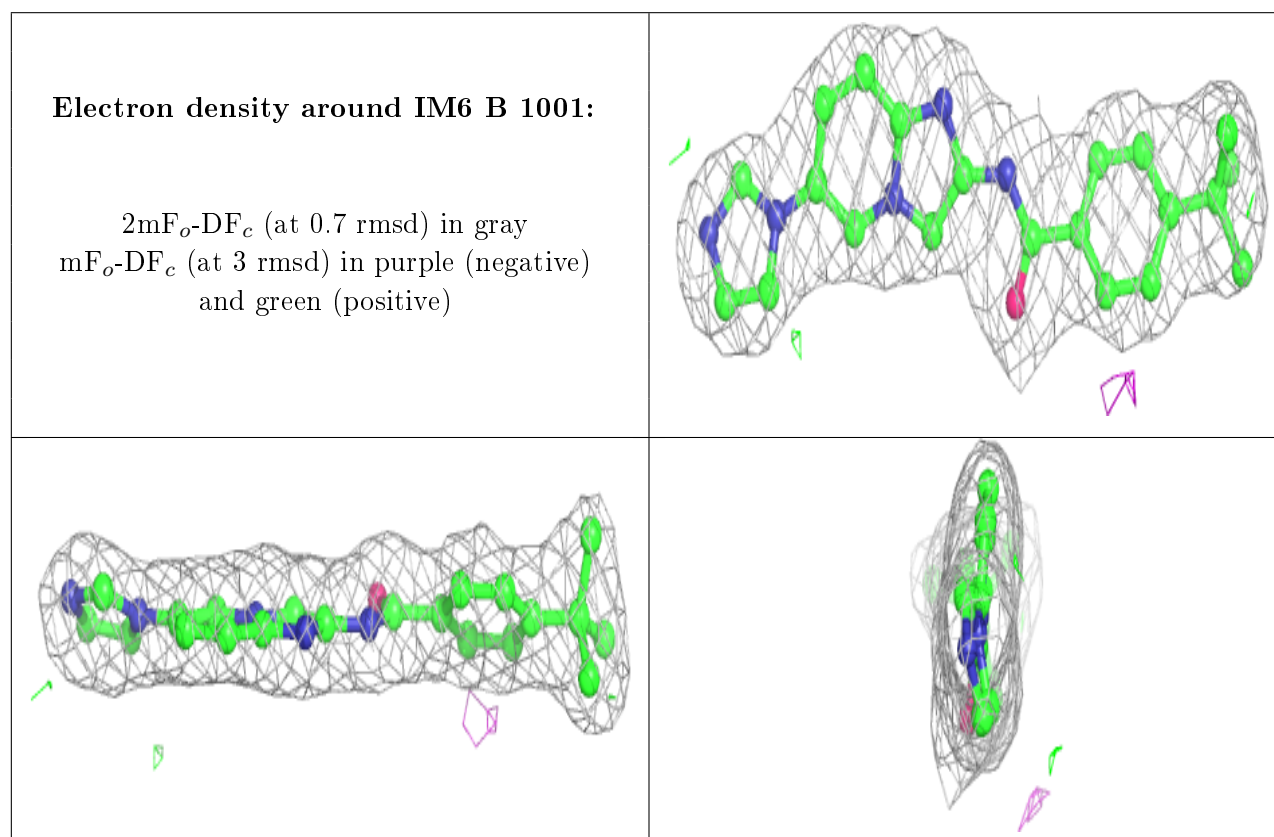 Electron density around IM6 B 1001:
2mFo-DFc (at 0.7 rmsd) in gray
mFo-DFc (at 3 rmsd) in purple (negative)
and green (positive)